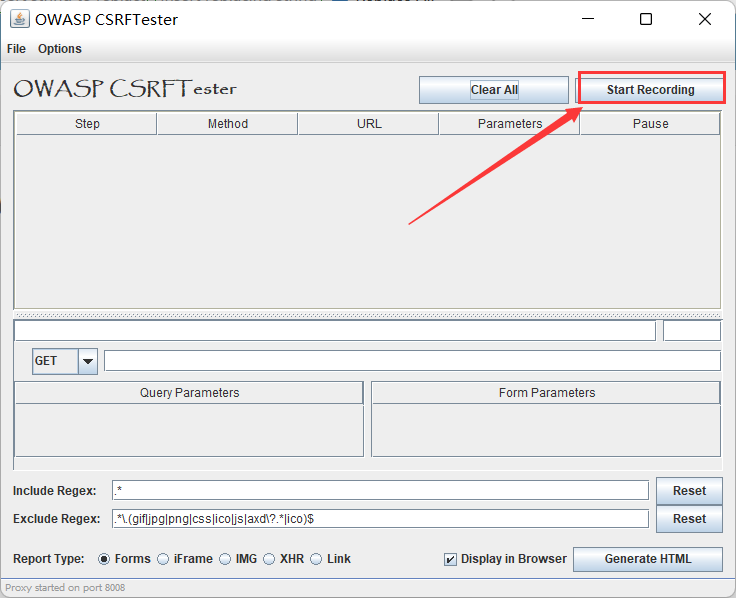 OWASP CSRFTester
File Options
OWASP CSRFTester Clear All Start Recording
Step Method URL Parameters Pause
GET
Query Parameters Form Parameters
Include Regex: .* Reset
Exclude Regex: .*\.(gif|jpg|png|css|ico|js|axd\?.*|ico)$ Reset
Report Type: Forms iFrame IMG XHR Link Display in Browser Generate HTML
Proxy started on port 8008